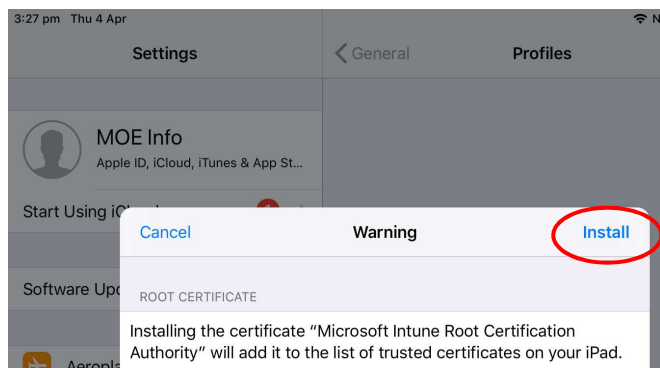 3:27 pm Thu 4 Apr
Settings
General
Profiles
MOE Info
Apple ID, iCloud, iTunes & App St...
Start Using
Cancel
Warning
Install
Software
ROOT CERTIFICATE
Installing the certificate “Microsoft Intune Root Certification
Authority” will add it to the list of trusted certificates on your iPad.